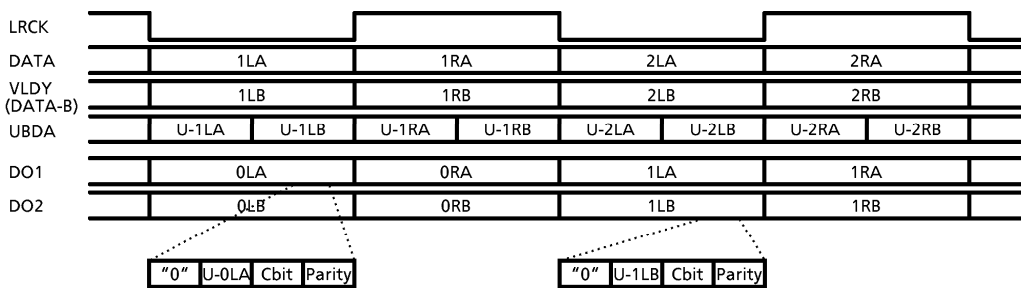 LRCK
DATA 1LA 1RA 2LA 2RA
VLDY
(DATA-B) 1LB 1RB 2LB 2RB
UBDA U-1LA U-1LB U-1RA U-1RB U-2LA U-2LB U-2RA U-2RB
DO1 0LA 0RA 1LA 1RA
DO2 0LB 0RB 1LB 1RB
"0" U-0LA Cbit Parity "0" U-1LB Cbit Parity